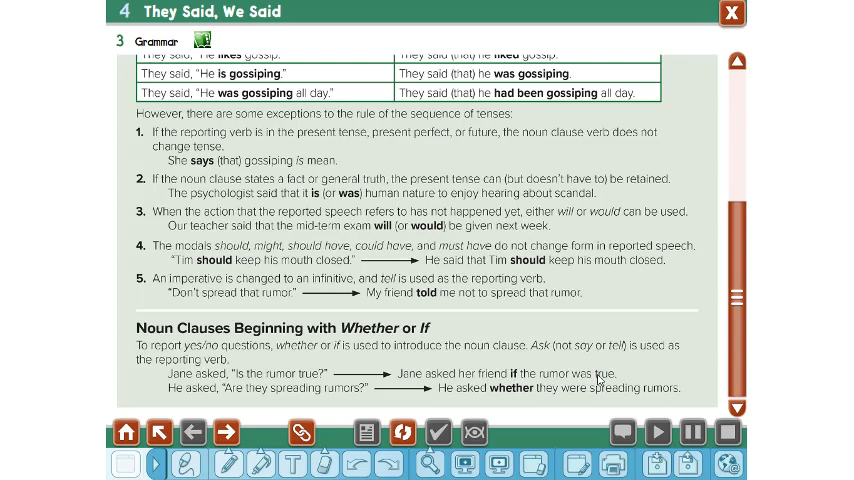 4 They Said, We Said
X
3 Grammar
They said, "He likes gossip." They said (that) he liked gossip.
They said, "He is gossiping." They said (that) he was gossiping.
They said, "He was gossiping all day." They said (that) he had been gossiping all day.
However, there are some exceptions to the rule of the sequence of tenses:
1. If the reporting verb is in the present tense, present perfect, or future, the noun clause verb does not
change tense.
She says (that) gossiping is mean.
2. If the noun clause states a fact or general truth, the present tense can (but doesn't have to) be retained.
The psychologist said that it is (or was) human nature to enjoy hearing about scandal.
3. When the action that the reported speech refers to has not happened yet, either will or would can be used.
Our teacher said that the mid-term exam will (or would) be given next week.
4. The modals should, might, should have, could have, and must have do not change form in reported speech.
"Tim should keep his mouth closed." He said that Tim should keep his mouth closed.
5. An imperative is changed to an infinitive, and tell is used as the reporting verb.
"Don't spread that rumor." My friend told me not to spread that rumor.
Noun Clauses Beginning with Whether or If
To report yes/no questions, whether or if is used to introduce the noun clause. Ask (not say or tell) is used as
the reporting verb.
Jane asked, "Is the rumor true?" Jane asked her friend if the rumor was true.
He asked, "Are they spreading rumors?" He asked whether they were spreading rumors.